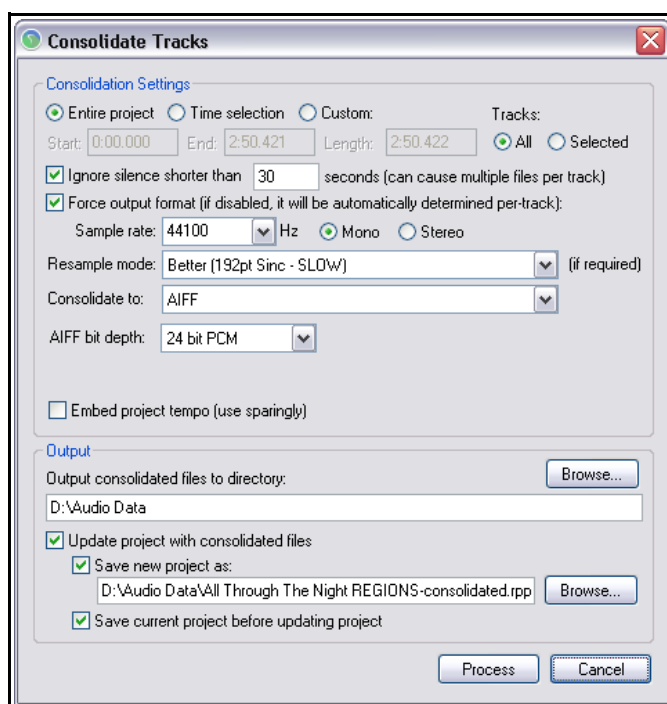 Consolidate Tracks
Consolidation Settings
Entire project Time selection Custom: Tracks:
Start: 0:00.000 End: 2:50.421 Length: 2:50.422 All Selected
Ignore silence shorter than 30 seconds (can cause multiple files per track)
Force output format (if disabled, it will be automatically determined per-track):
Sample rate: 44100 Hz Mono Stereo
Resample mode: Better (192pt Sinc - SLOW) (if required)
Consolidate to: AIFF
AIFF bit depth: 24 bit PCM
Embed project tempo (use sparingly)
Output
Output consolidated files to directory: Browse...
D:\Audio Data
Update project with consolidated files
Save new project as:
D:\Audio Data\All Through The Night REGIONS-consolidated.rpp Browse...
Save current project before updating project
Process Cancel